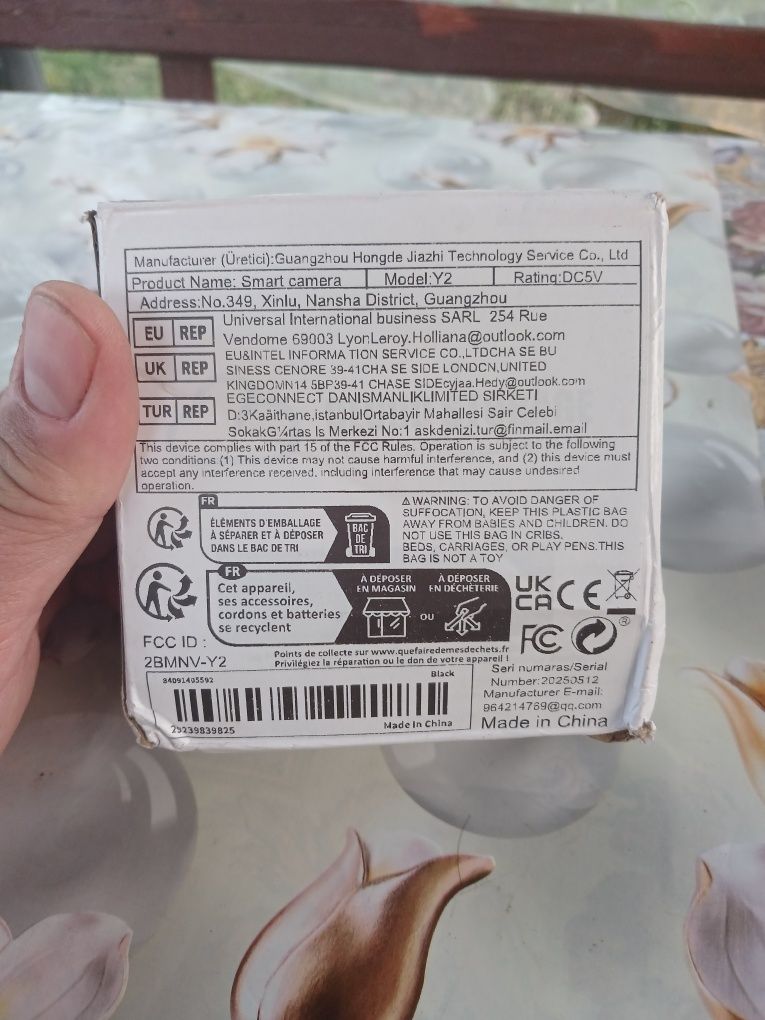 Manufacturer (Üretici):Guangzhou Hongde Jiazhi Technology Service Co., Ltd
Product Name: Smart camera Model:Y2 Rating:DC5V
Address:No.349, Xinlu, Nansha District, Guangzhou
EU REP
Universal International business SARL 254 Rue
Vendome 69003 LyonLeroy.Holliana@outlook.com
UK REP
EU&INTEL INFORMA TION SERVICE CO.,LTDCHA SE BU
SINESS CENORE 39-41CHA SE SIDE LONDCN,UNITED
KINGDOMN14 5BP39-41 CHASE SIDEcyjaa.Hedy@outlook.com
TUR REP
EGECONNECT DANISMANLIKLIMITED SIRKETI
D:3Kaäithane,istanbulOrtabayir Mahallesi Sair Celebi
SokakG¼rtas Is Merkezi No:1 askdenizi.tur@finmail.email
This device complies with part 15 of the FCC Rules. Operation is subject to the following
two conditions (1) This device may not cause harmful interference, and (2) this device must
accept any interference received, including interference that may cause undesired
operation.
FR
ÉLÉMENTS D'EMBALLAGE
À SÉPARER ET À DÉPOSER
DANS LE BAC DE TRI
BAC
DE
TRI
⚠WARNING: TO AVOID DANGER OF
SUFFOCATION, KEEP THIS PLASTIC BAG
AWAY FROM BABIES AND CHILDREN. DO
NOT USE THIS BAG IN CRIBS.
BEDS, CARRIAGES, OR PLAY PENS.THIS
BAG IS NOT A TOY
FR
Cet appareil,
ses accessoires,
cordons et batteries
se recyclent
À DÉPOSER
EN MAGASIN
OU
À DÉPOSER
EN DÉCHÈTERIE
UK
CA CE
FC ®
Points de collecte sur www.quefairedemesdechets.fr
Privilégiez la réparation ou le don de votre appareil !
FCC ID :
2BMNV-Y2
84091405592 Black
29239839825 Made In China
Seri numaras/Serial
Number:20250512
Manufacturer E-mail:
964214769@qq.com
Made in China